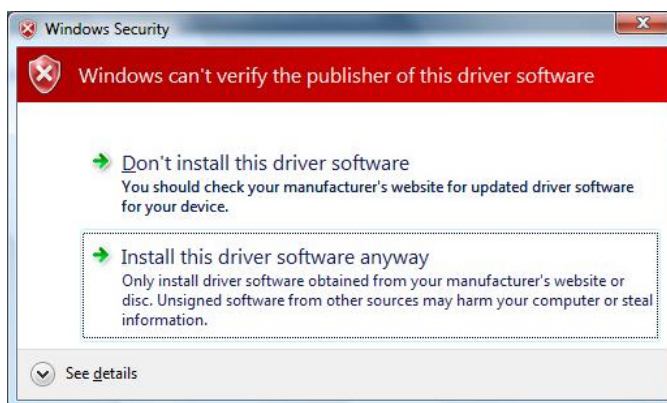 Windows Security
Windows can't verify the publisher of this driver software
Don't install this driver software
You should check your manufacturer's website for updated driver software
for your device.
Install this driver software anyway
Only install driver software obtained from your manufacturer's website or
disc. Unsigned software from other sources may harm your computer or steal
information.
See details